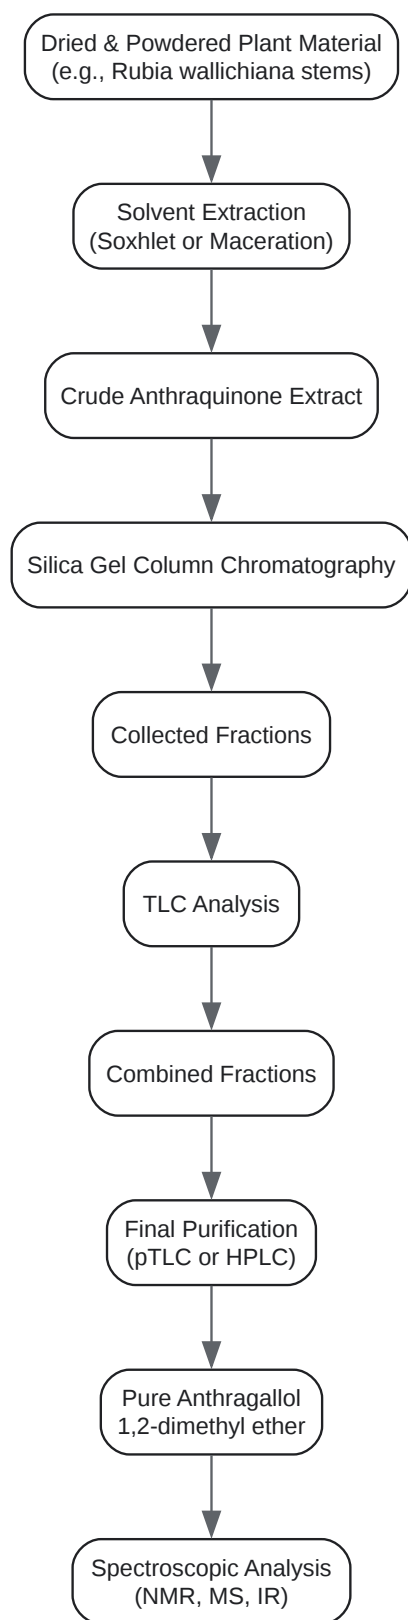 Dried & Powdered Plant Material
(e.g., Rubia wallichiana stems)
Solvent Extraction
(Soxhlet or Maceration)
Crude Anthraquinone Extract
Silica Gel Column Chromatography
Collected Fractions
TLC Analysis
Combined Fractions
Final Purification
(pTLC or HPLC)
Pure Anthragallol
1,2-dimethyl ether
Spectroscopic Analysis
(NMR, MS, IR)